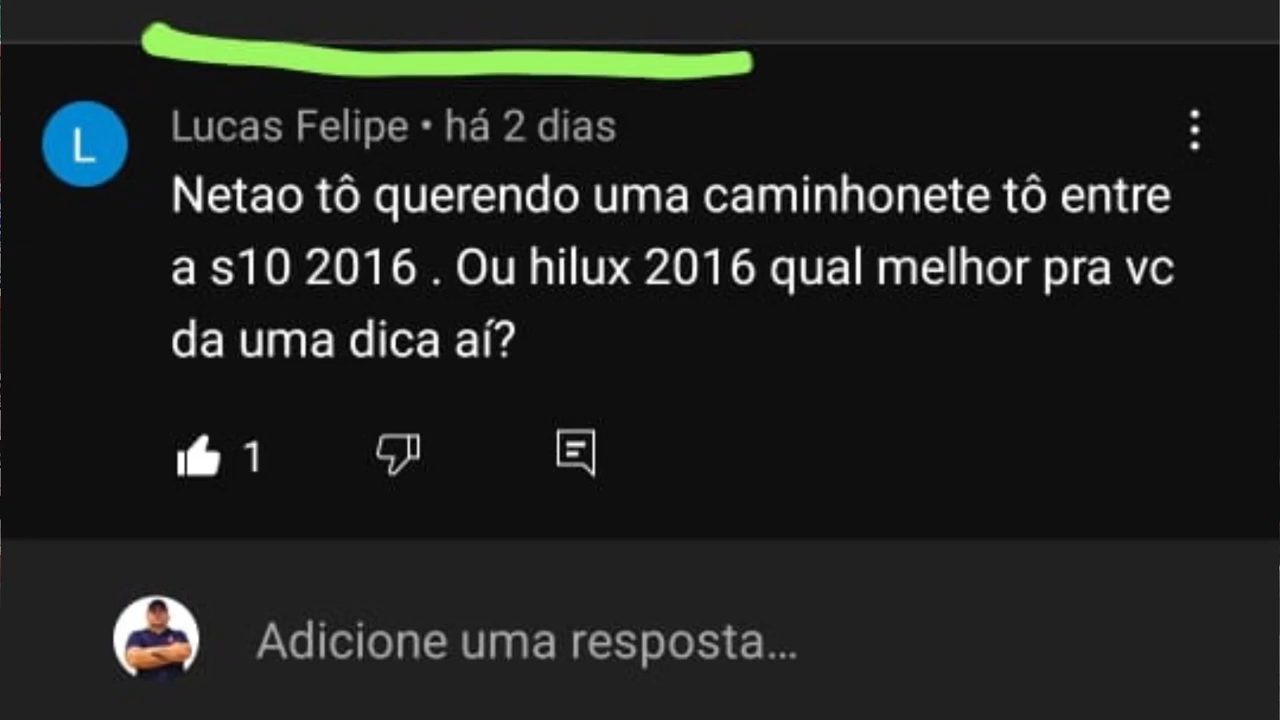 L
Lucas Felipe • há 2 dias
Netao tô querendo uma caminhonete tô entre
a s10 2016 . Ou hilux 2016 qual melhor pra vc
da uma dica aí?
1
Adicione uma resposta...